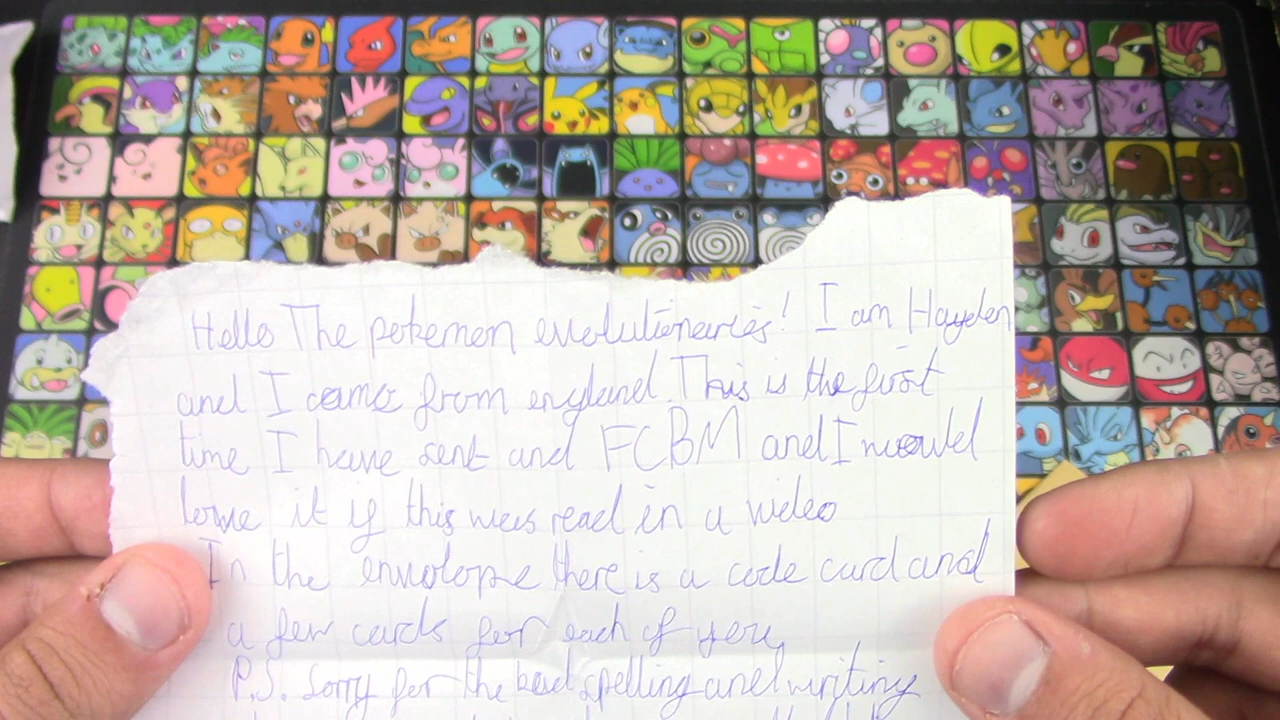 Hello The pokemon evolutioneries! I am Hayden
and I came from england. This is the first
time I have sent and FCBM and I would
love it if this was read in a video
In the envolope there is a code card and
a few cards for each of you,
P.S. Sorry for the bad spelling and writing